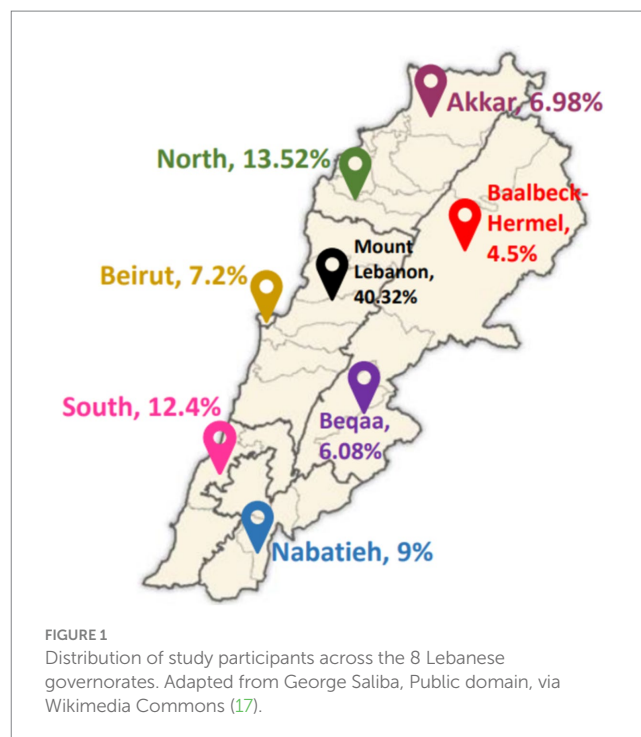 Akkar, 6.98%
North, 13.52%
Baalbeck-
Hermel,
4.5%
Mount
Lebanon,
40.32%
Beirut, 7.2%
South, 12.4%
Beqaa,
6.08%
Nabatieh, 9%
FIGURE 1
Distribution of study participants across the 8 Lebanese
governorates. Adapted from George Saliba, Public domain, via
Wikimedia Commons (17).